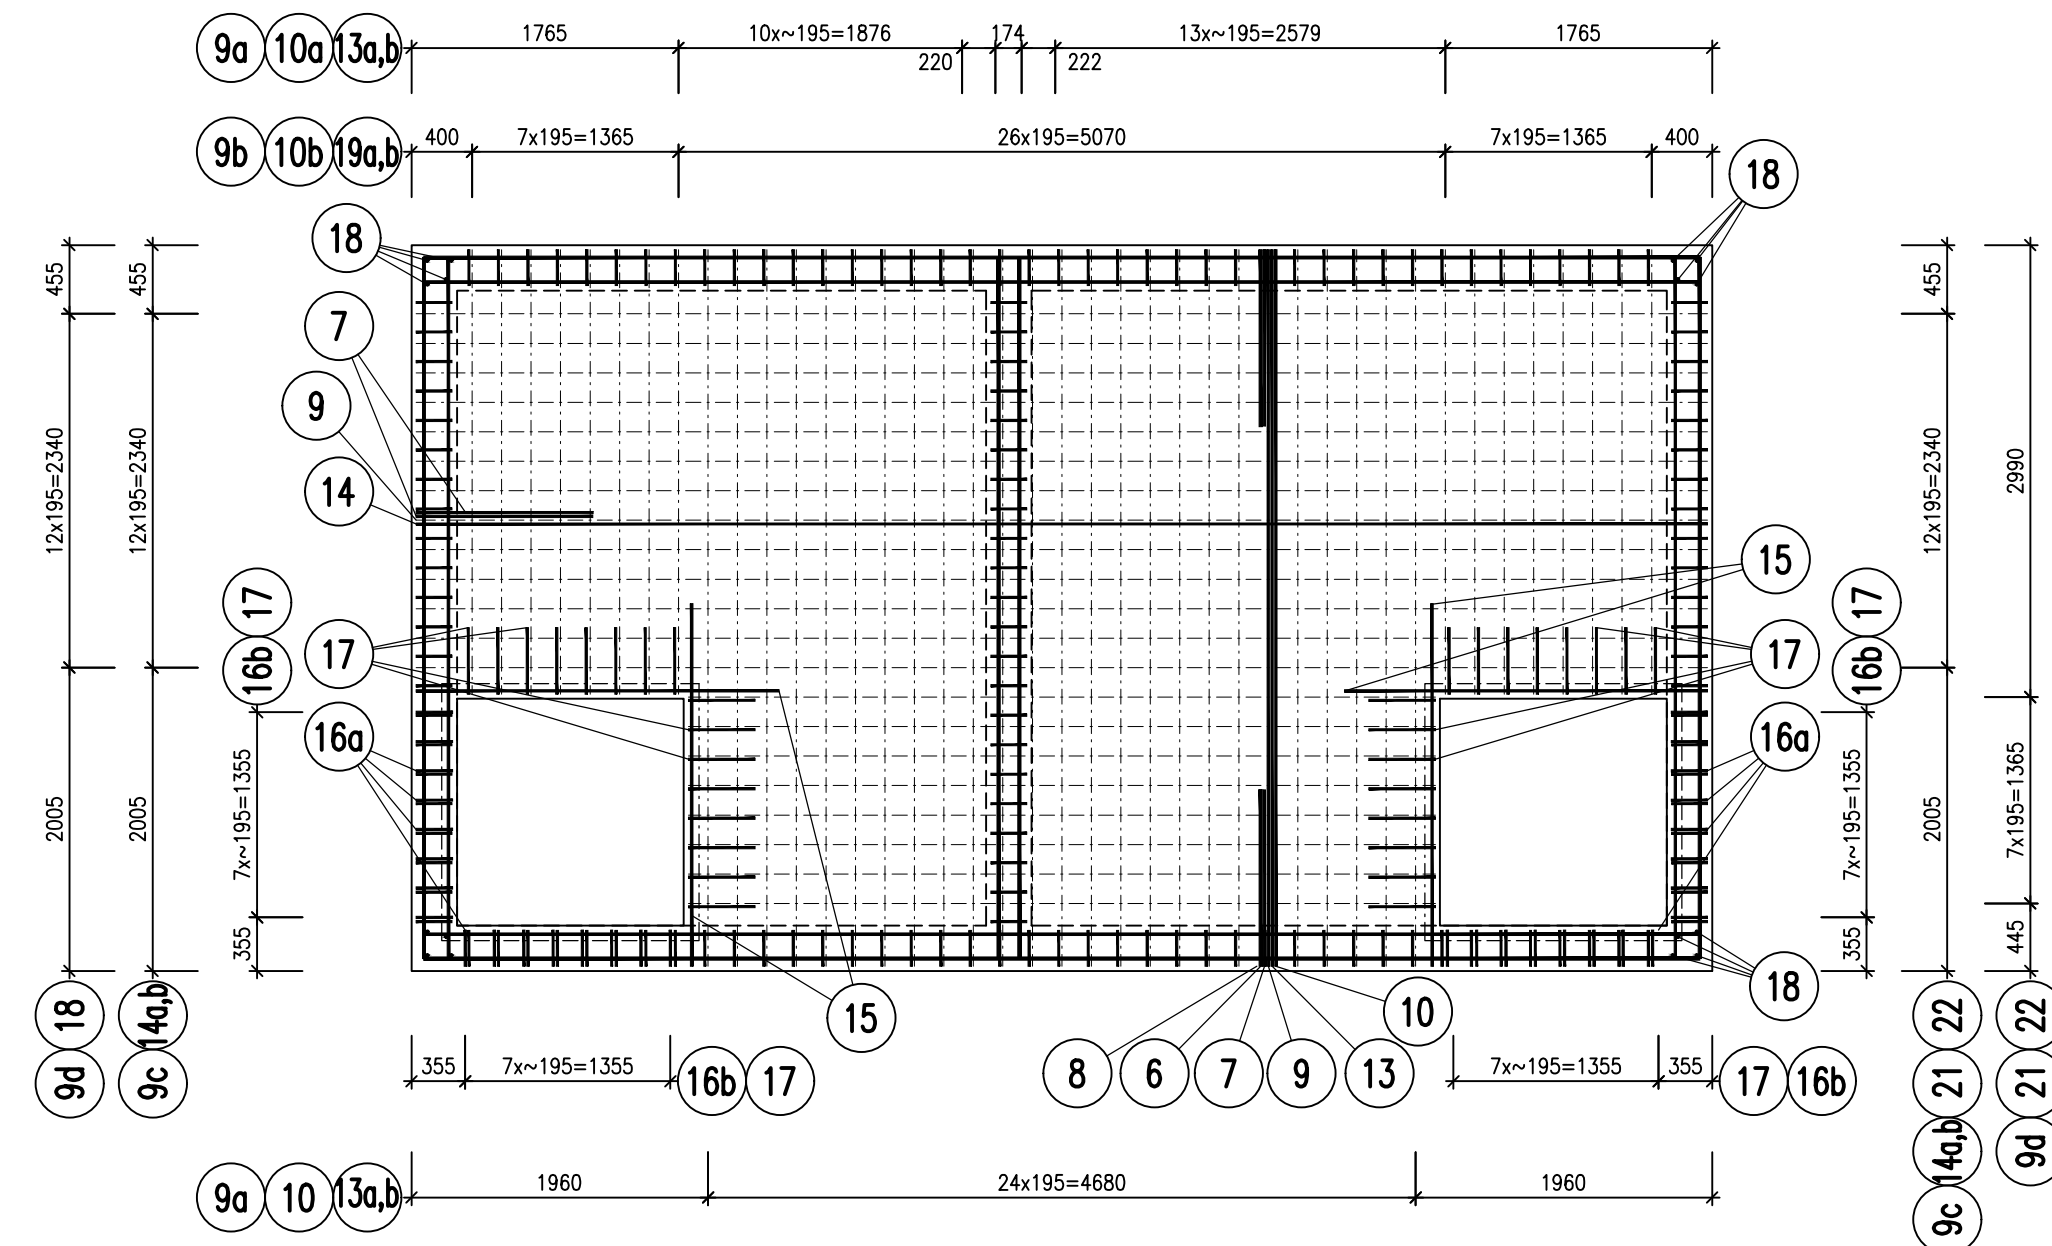 9a 10a 13a,b 1765 10x~195=1876 174 13x~195=2579 1765
220 222
9b 10b 19a,b 400 7x195=1365 26x195=5070 7x195=1365 400
18
18
455 455 455
7
9
12x195=2340 12x195=2340 12x195=2340 2990
14
15
16b 17 17 17 16b 17
16a 16a
2005 2005 7x~195=1355 7x~195=1355 2005 7x195=1365
355 355 445
18
9d 18
9c 14a,b
15
10
9c 14a,b 21 22
9d 21 22
355 7x~195=1355 16b 17
8 6 7 9 13
7x~195=1355 355 17 16b
9a 10 13a,b 1960 24x195=4680 1960